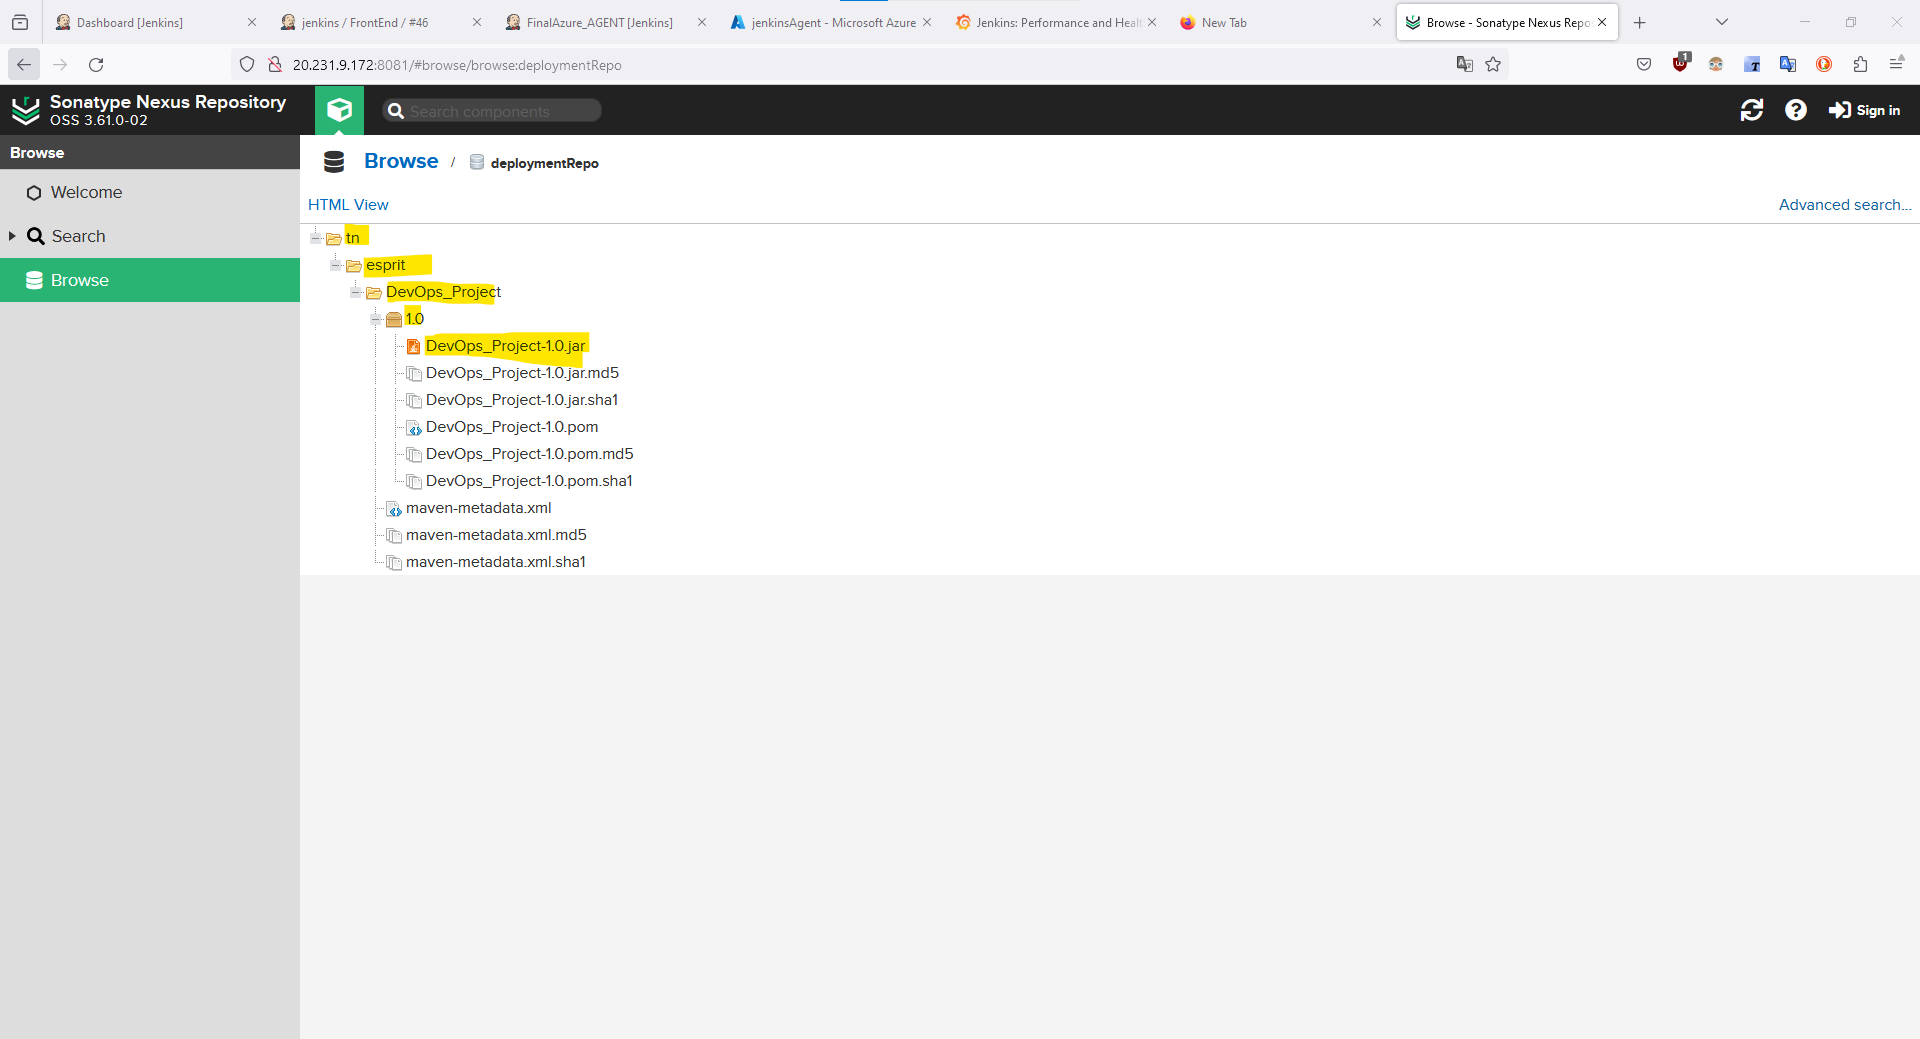 Dashboard [Jenkins]
jenkins / FrontEnd / #46
FinalAzure_AGENT [Jenkins]
jenkinsAgent - Microsoft Azure
Jenkins: Performance and Healt
New Tab
Browse - Sonatype Nexus Repos
20.231.9.172:8081/#browse/browse:deploymentRepo
1
Sonatype Nexus Repository
OSS 3.61.0-02
Search components
Sign in
Browse
Welcome
Search
Browse
Browse / deploymentRepo
HTML View
Advanced search...
tn
esprit
DevOps_Project
1.0
DevOps_Project-1.0.jar
DevOps_Project-1.0.jar.md5
DevOps_Project-1.0.jar.sha1
DevOps_Project-1.0.pom
DevOps_Project-1.0.pom.md5
DevOps_Project-1.0.pom.sha1
maven-metadata.xml
maven-metadata.xml.md5
maven-metadata.xml.sha1